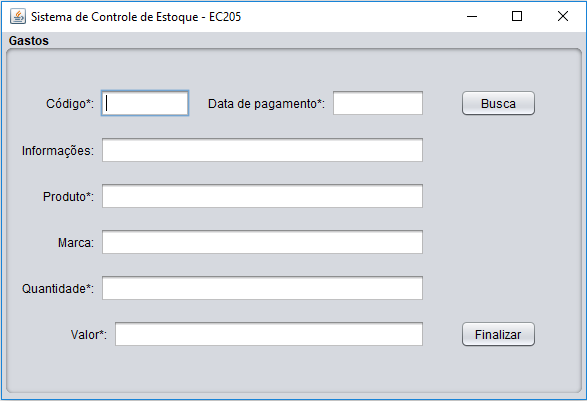 Sistema de Controle de Estoque - EC205
Gastos
Código*: Data de pagamento*: Busca
Informações:
Produto*:
Marca:
Quantidade*:
Valor*: Finalizar